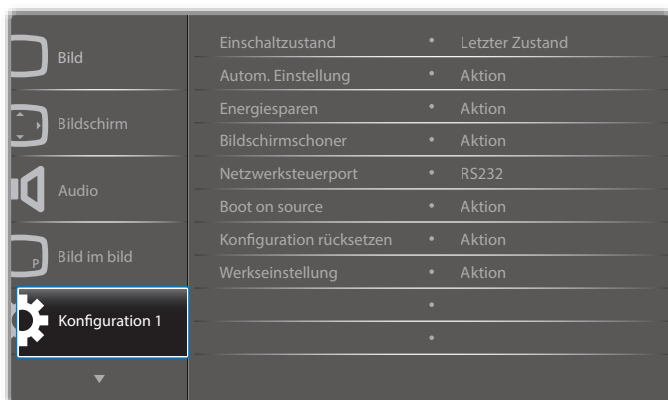 Bild
Bildschirm
Audio
P
Bild im bild
Konfiguration 1
Einschaltzustand • Letzter Zustand
Autom. Einstellung • Aktion
Energiesparen • Aktion
Bildschirmschoner • Aktion
Netzwerksteuerport • RS232
Boot on source • Aktion
Konfiguration rücksetzen • Aktion
Werkseinstellung • Aktion
•
•